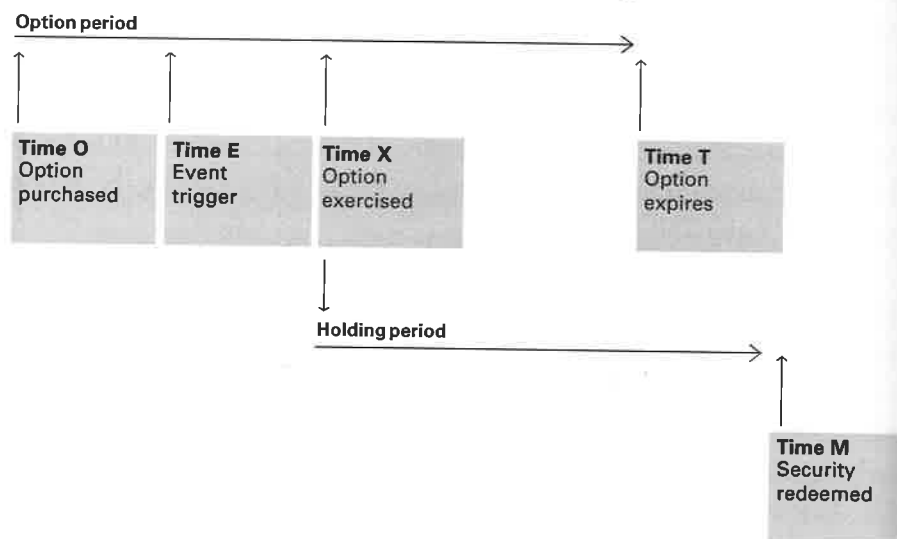 Option period
Time O
Option
purchased
Time E
Event
trigger
Time X
Option
exercised
Time T
Option
expires
Holding period
Time M
Security
redeemed